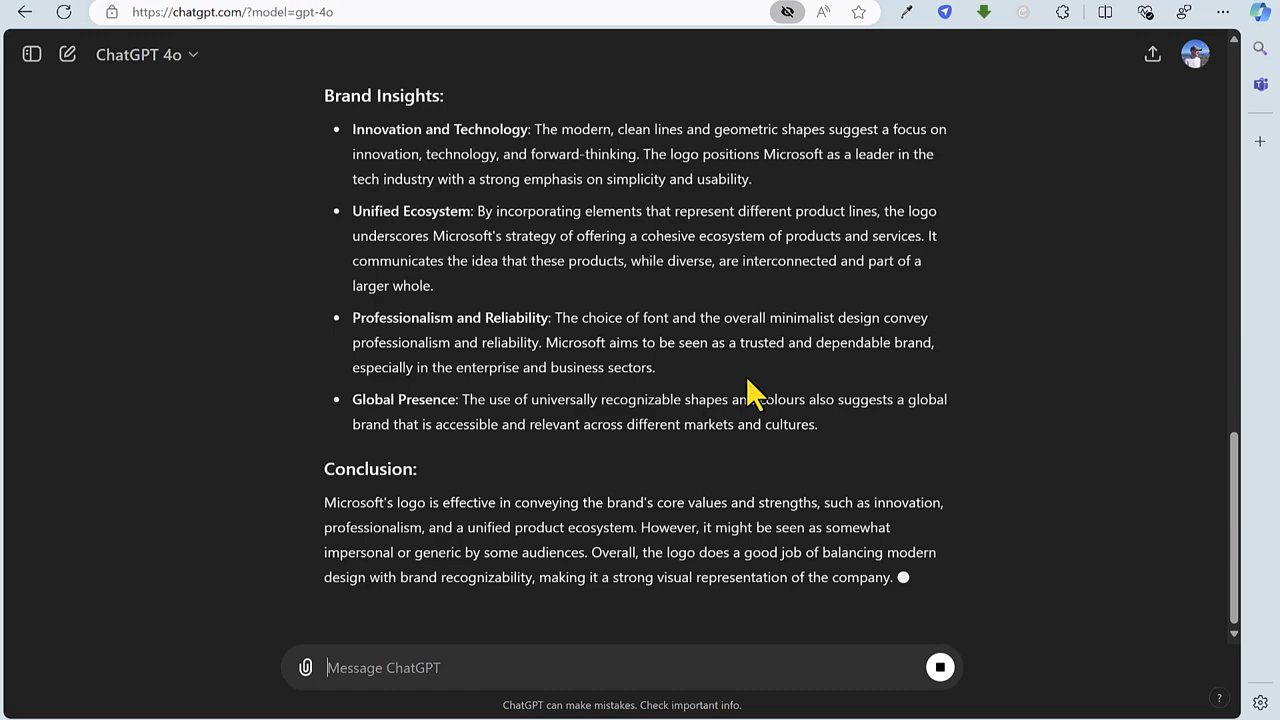 https://chatgpt.com/?model=gpt-4o
ChatGPT 4o
Brand Insights:
Innovation and Technology: The modern, clean lines and geometric shapes suggest a focus on
innovation, technology, and forward-thinking. The logo positions Microsoft as a leader in the
tech industry with a strong emphasis on simplicity and usability.
Unified Ecosystem: By incorporating elements that represent different product lines, the logo
underscores Microsoft's strategy of offering a cohesive ecosystem of products and services. It
communicates the idea that these products, while diverse, are interconnected and part of a
larger whole.
Professionalism and Reliability: The choice of font and the overall minimalist design convey
professionalism and reliability. Microsoft aims to be seen as a trusted and dependable brand,
especially in the enterprise and business sectors.
Global Presence: The use of universally recognizable shapes and colours also suggests a global
brand that is accessible and relevant across different markets and cultures.
Conclusion:
Microsoft's logo is effective in conveying the brand's core values and strengths, such as innovation,
professionalism, and a unified product ecosystem. However, it might be seen as somewhat
impersonal or generic by some audiences. Overall, the logo does a good job of balancing modern
design with brand recognizability, making it a strong visual representation of the company.
Message ChatGPT
ChatGPT can make mistakes. Check important info.
?